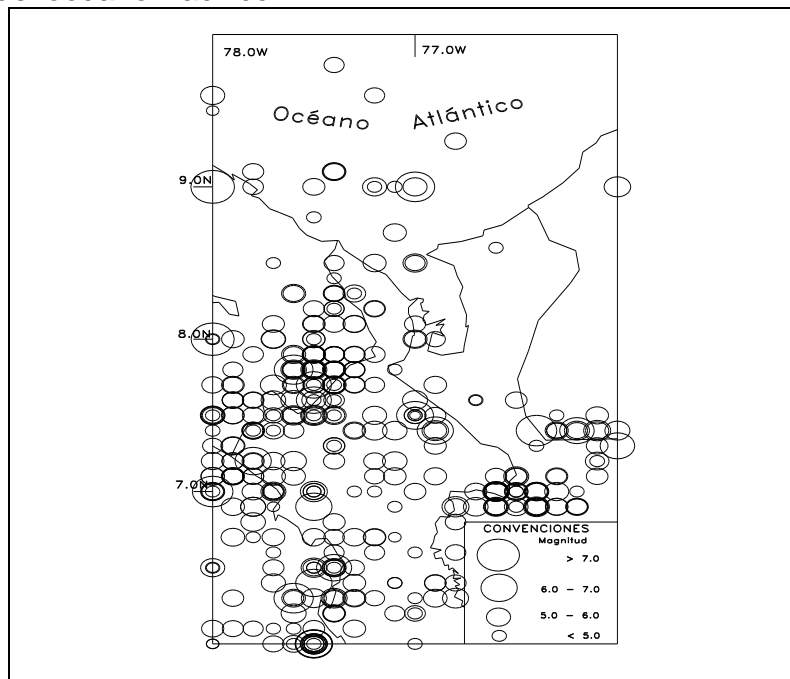 78.0W 77.0W
Océano Atlántico
9.0N
8.0N
7.0N
CONVENCIONES
Magnitud
> 7.0
6.0 – 7.0
5.0 – 6.0
< 5.0